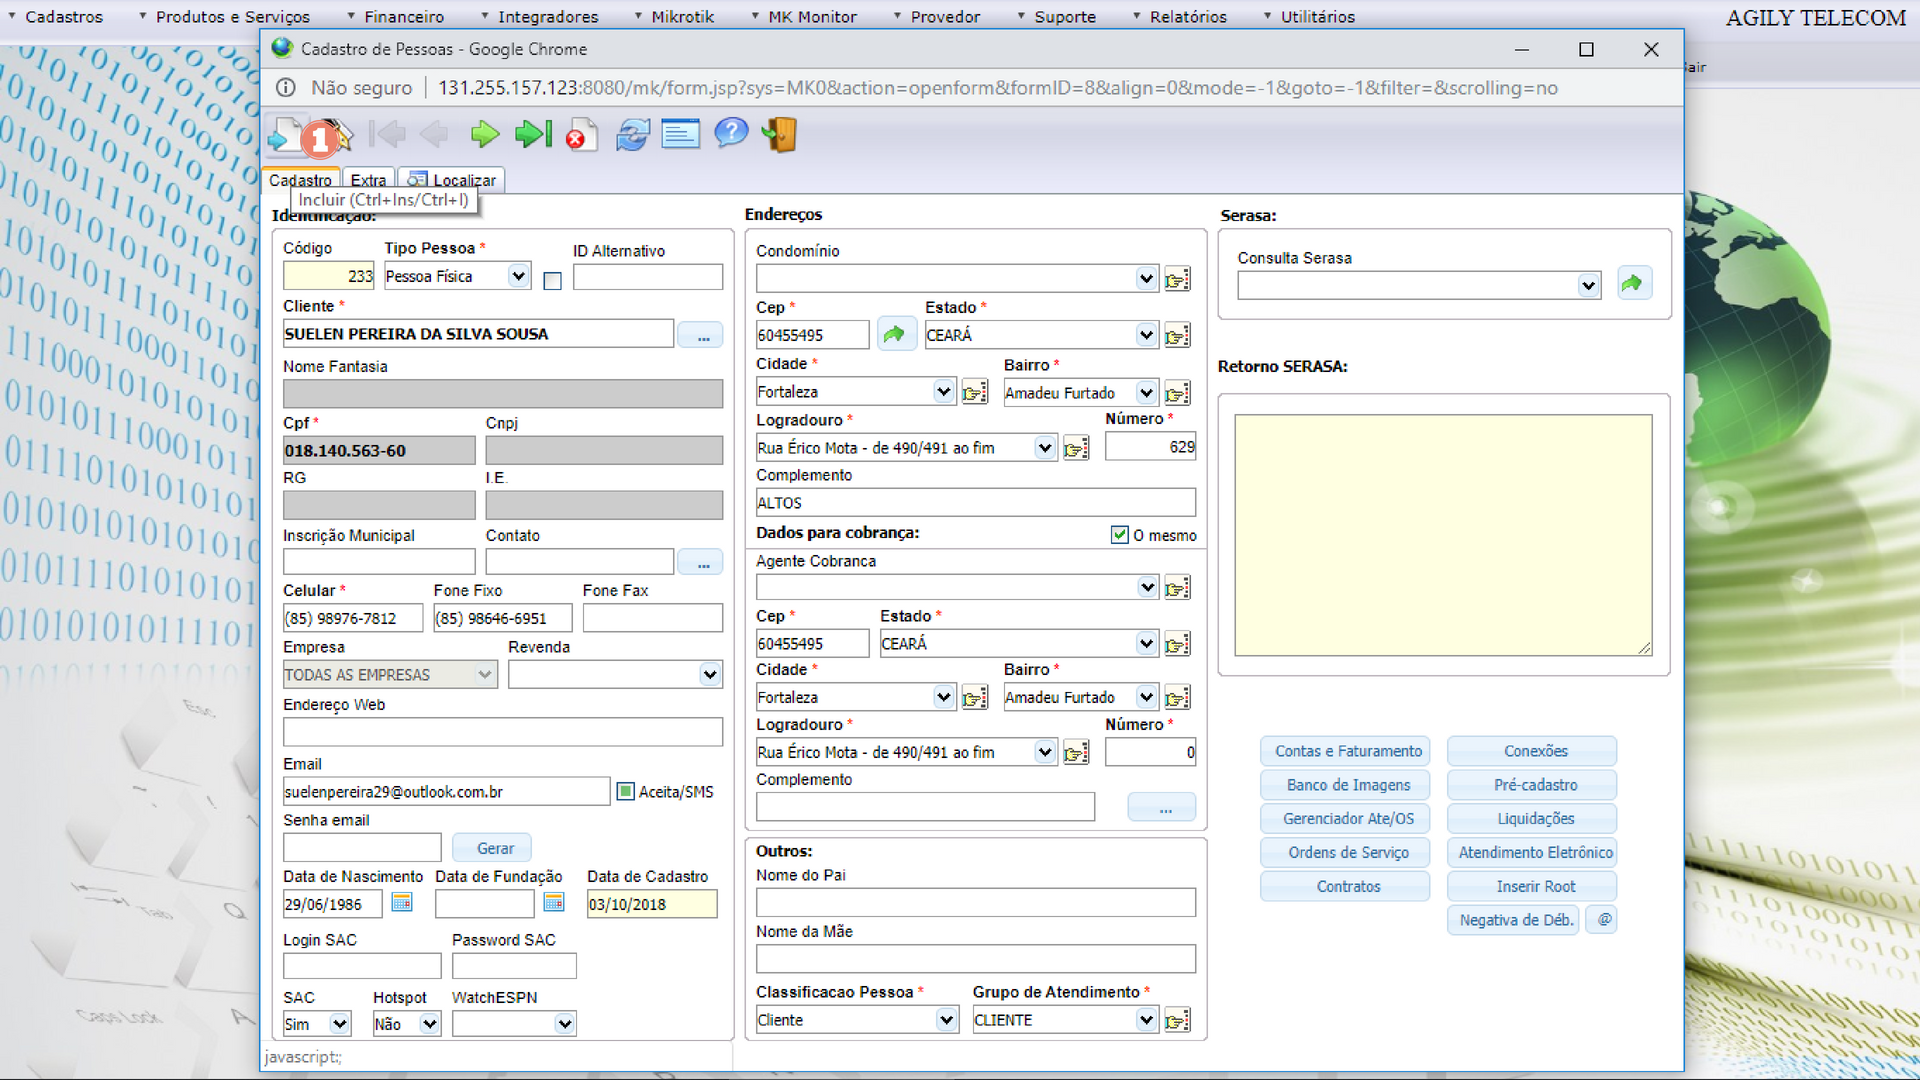 Cadastros
Produtos e Serviços
Financeiro
Integradores
Mikrotik
MK Monitor
Provedor
Suporte
Relatórios
Utilitários
AGILY TELECOM
Cadastro de Pessoas - Google Chrome
Não seguro
131.255.157.123:8080/mk/form.jsp?sys=MK0&action=openform&formID=8&align=0&mode=-1&goto=-1&filter=&scrolling=no
1
Cadastro
Extra
Localizar
Incluir (Ctrl+Ins/Ctrl+I)
Identificação:
Código
Tipo Pessoa *
ID Alternativo
233
Pessoa Física
Cliente *
SUELEN PEREIRA DA SILVA SOUSA
...
Nome Fantasia
Cpf *
Cnpj
018.140.563-60
RG
I.E.
Inscrição Municipal
Contato
...
Celular *
Fone Fixo
Fone Fax
(85) 98976-7812
(85) 98646-6951
Empresa
Revenda
TODAS AS EMPRESAS
Endereço Web
Email
suelenpereira29@outlook.com.br
Aceita/SMS
Senha email
Gerar
Data de Nascimento
Data de Fundação
Data de Cadastro
29/06/1986
03/10/2018
Login SAC
Password SAC
SAC
Hotspot
WatchESPN
Sim
Não
javascript:;
Endereços
Condomínio
Cep *
Estado *
60455495
CEARÁ
Cidade *
Bairro *
Fortaleza
Amadeu Furtado
Logradouro *
Número *
Rua Érico Mota - de 490/491 ao fim
629
Complemento
ALTOS
Dados para cobrança:
O mesmo
Agente Cobranca
Cep *
Estado *
60455495
CEARÁ
Cidade *
Bairro *
Fortaleza
Amadeu Furtado
Logradouro *
Número *
Rua Érico Mota - de 490/491 ao fim
0
Complemento
...
Outros:
Nome do Pai
Nome da Mãe
Classificacao Pessoa *
Grupo de Atendimento *
Cliente
CLIENTE
Serasa:
Consulta Serasa
Retorno SERASA:
Contas e Faturamento
Conexões
Banco de Imagens
Pré-cadastro
Gerenciador Ate/OS
Liquidações
Ordens de Serviço
Atendimento Eletrônico
Contratos
Inserir Root
Negativa de Déb.
@